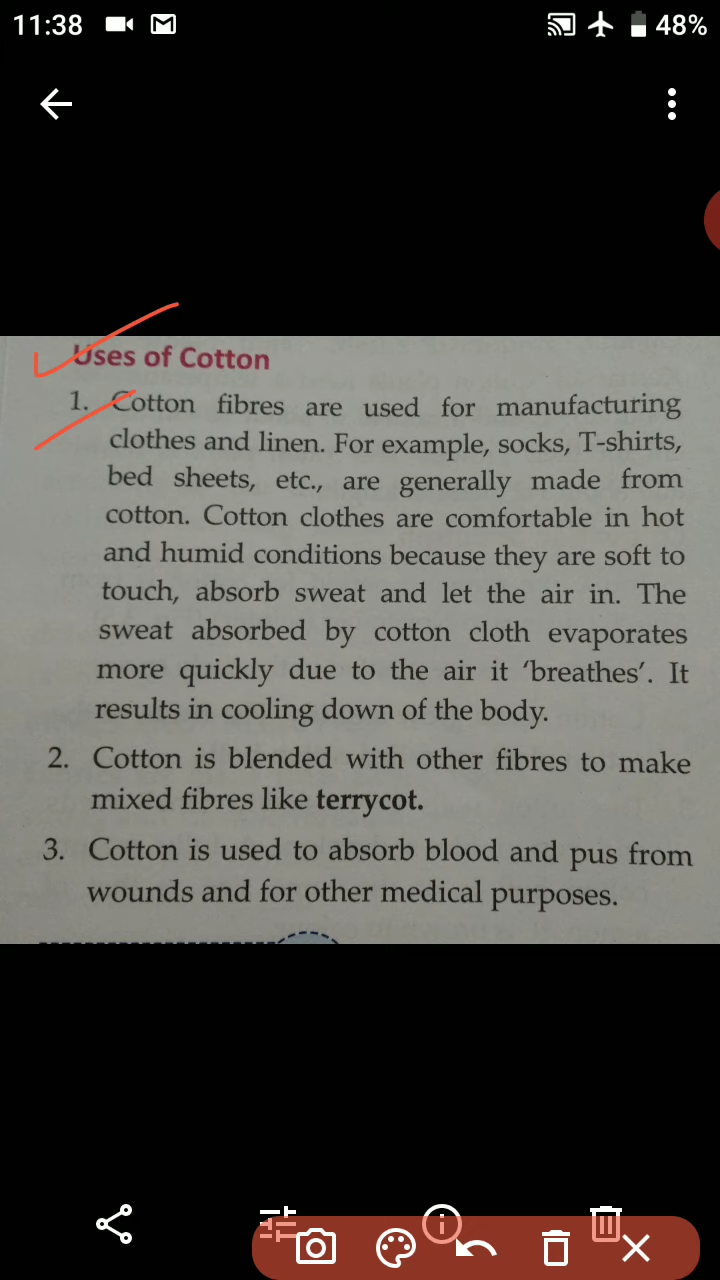 11:38
48%
Uses of Cotton
1. Cotton fibres are used for manufacturing
clothes and linen. For example, socks, T-shirts,
bed sheets, etc., are generally made from
cotton. Cotton clothes are comfortable in hot
and humid conditions because they are soft to
touch, absorb sweat and let the air in. The
sweat absorbed by cotton cloth evaporates
more quickly due to the air it ‘breathes’. It
results in cooling down of the body.
2. Cotton is blended with other fibres to make
mixed fibres like terrycot.
3. Cotton is used to absorb blood and pus from
wounds and for other medical purposes.